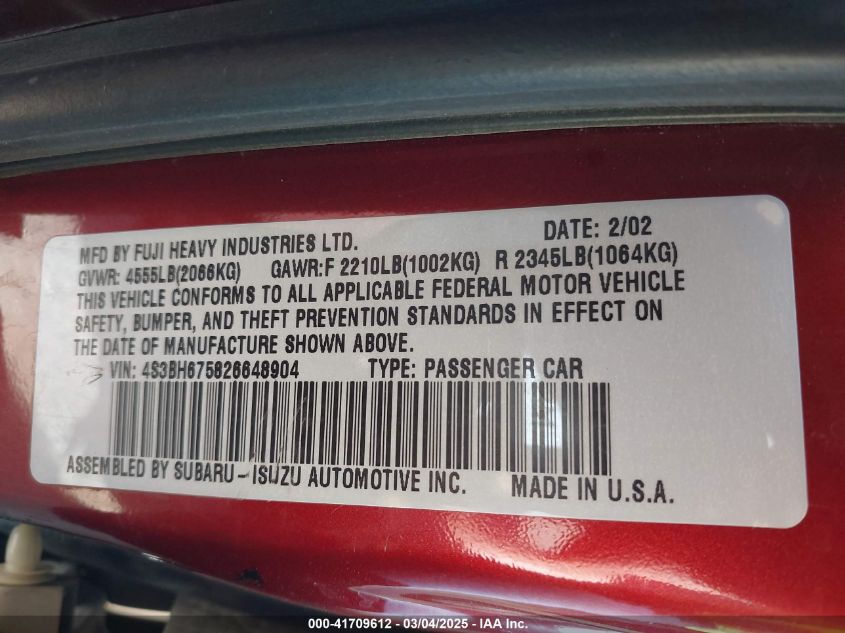 MFD BY FUJI HEAVY INDUSTRIES LTD. DATE: 2/02
GVWR: 4555LB(2066KG) GAWR:F 2210LB(1002KG) R 2345LB(1064KG)
THIS VEHICLE CONFORMS TO ALL APPLICABLE FEDERAL MOTOR VEHICLE
SAFETY, BUMPER, AND THEFT PREVENTION STANDARDS IN EFFECT ON
THE DATE OF MANUFACTURE SHOWN ABOVE.
VIN: 4S3BH675826648904 TYPE: PASSENGER CAR
ASSEMBLED BY SUBARU-ISUZU AUTOMOTIVE INC. MADE IN U.S.A.
000-41709612 - 03/04/2025 - IAA Inc.